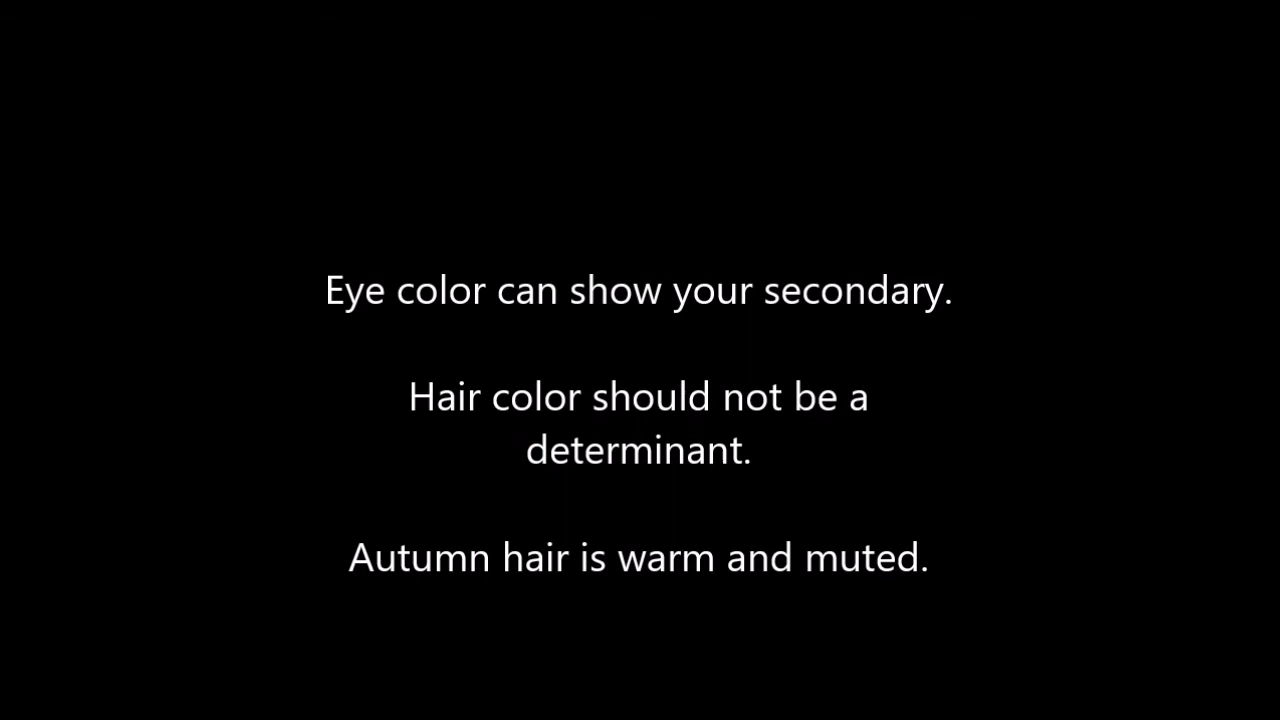 Eye color can show your secondary.
Hair color should not be a
determinant.
Autumn hair is warm and muted.